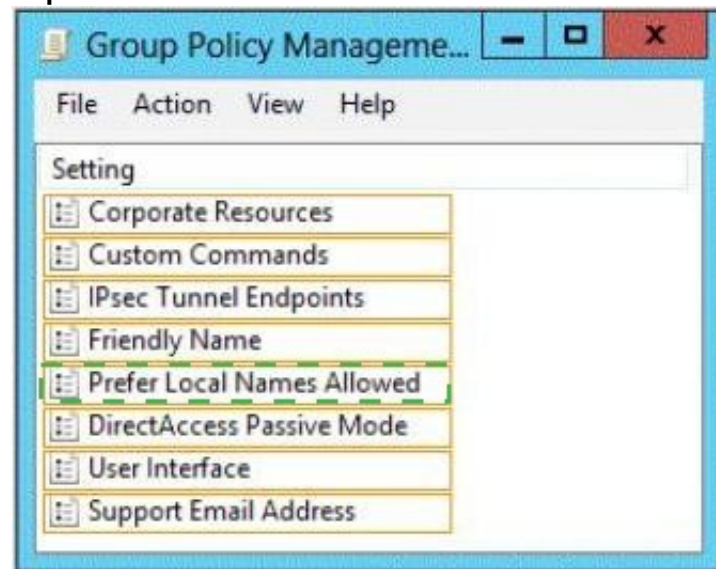 Group Policy Manageme...
File Action View Help
Setting
Corporate Resources
Custom Commands
IPsec Tunnel Endpoints
Friendly Name
Prefer Local Names Allowed
DirectAccess Passive Mode
User Interface
Support Email Address